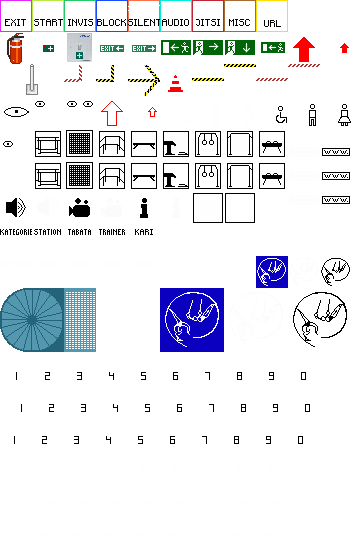 EXIT START INVIS BLOCK SILENT AUDIO JITSI MISC URL
EXIT EXIT
KATEGORIE STATION TABATA TRAINER KARI
1 2 3 4 5 6 7 8 9 0
1 2 3 4 5 6 7 8 9 0
1 2 3 4 5 6 7 8 9 0